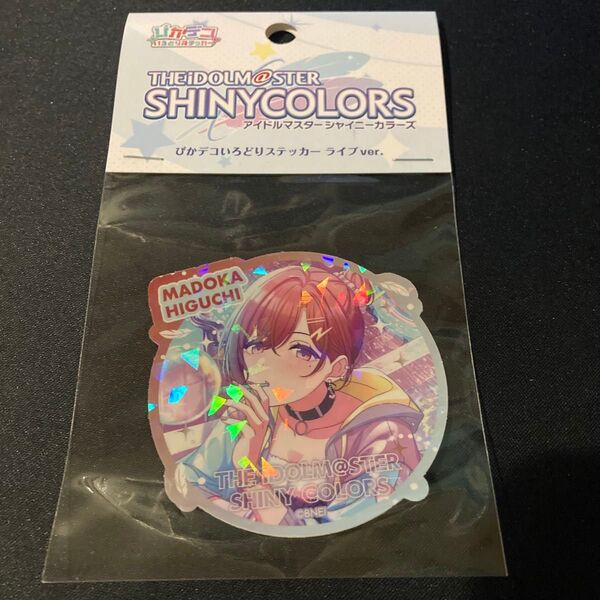 ぴかデコ
いろどりステッカー
THE iDOLM@STER
SHINYCOLORS
アイドルマスター シャイニーカラーズ
ぴかデコいろどりステッカー ライブver.
MADOKA
HIGUCHI
THE iDOLM@STER
SHINY COLORS
©BNEI